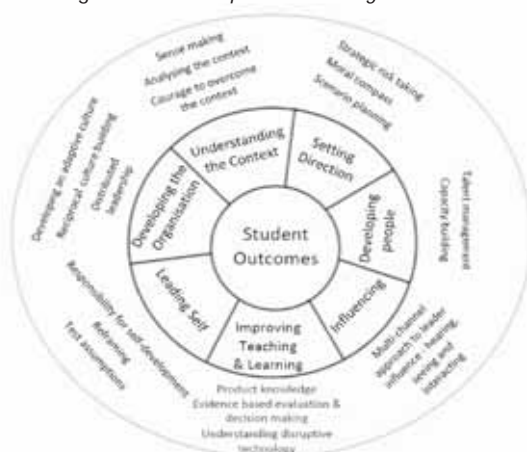 Sense making
Analysing the context
Courage to overcome
the context
Strategic risk taking
Moral compass
Scenario planning
Talent management
Capacity building
Multi-channel
approach to leader
influence - hearing,
seeing and
interacting
Product knowledge
Evidence based evaluation &
decision making
Understanding disruptive
technology
Responsibility for self development
Reframing
Test assumptions
Developing an adaptive culture
Reciprocal culture building
Distributed
leadership
Understanding
the Context
Setting
Direction
Developing
people
Influencing
Improving
Teaching
& Learning
Leading Self
Developing the
Organisation
Student
Outcomes